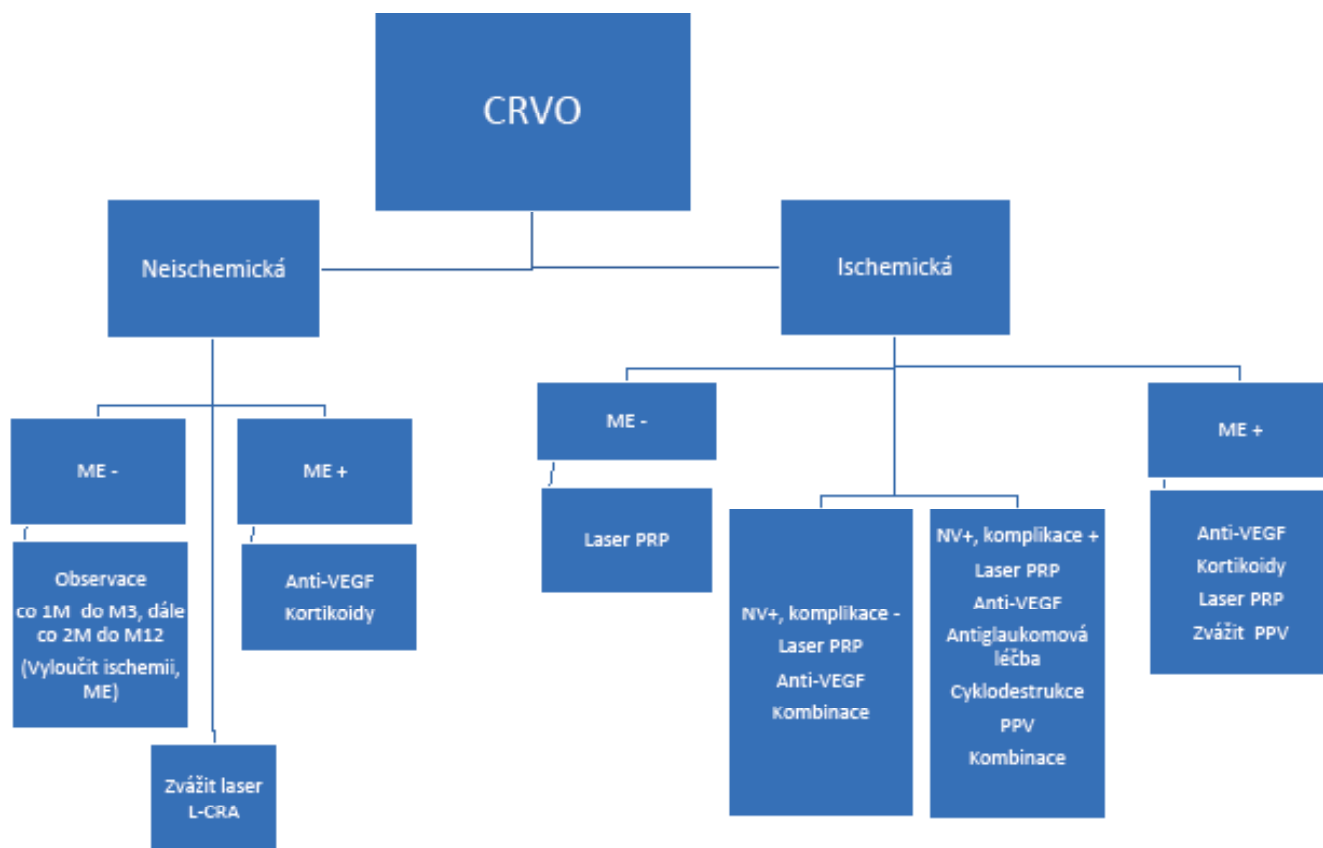 CRVO
Neischemická
Ischemická
ME -
ME +
ME -
ME +
Observace
co 1M do M3, dále
co 2M do M12
(Vyloučit ischemii,
ME)
Anti-VEGF
Kortikoidy
Zvážit laser
L-CRA
Laser PRP
NV+, komplikace -
Laser PRP
Anti-VEGF
Kombinace
NV+, komplikace +
Laser PRP
Anti-VEGF
Antiglaukomová
léčba
Cyklodestrukce
PPV
Kombinace
Anti-VEGF
Kortikoidy
Laser PRP
Zvážit PPV